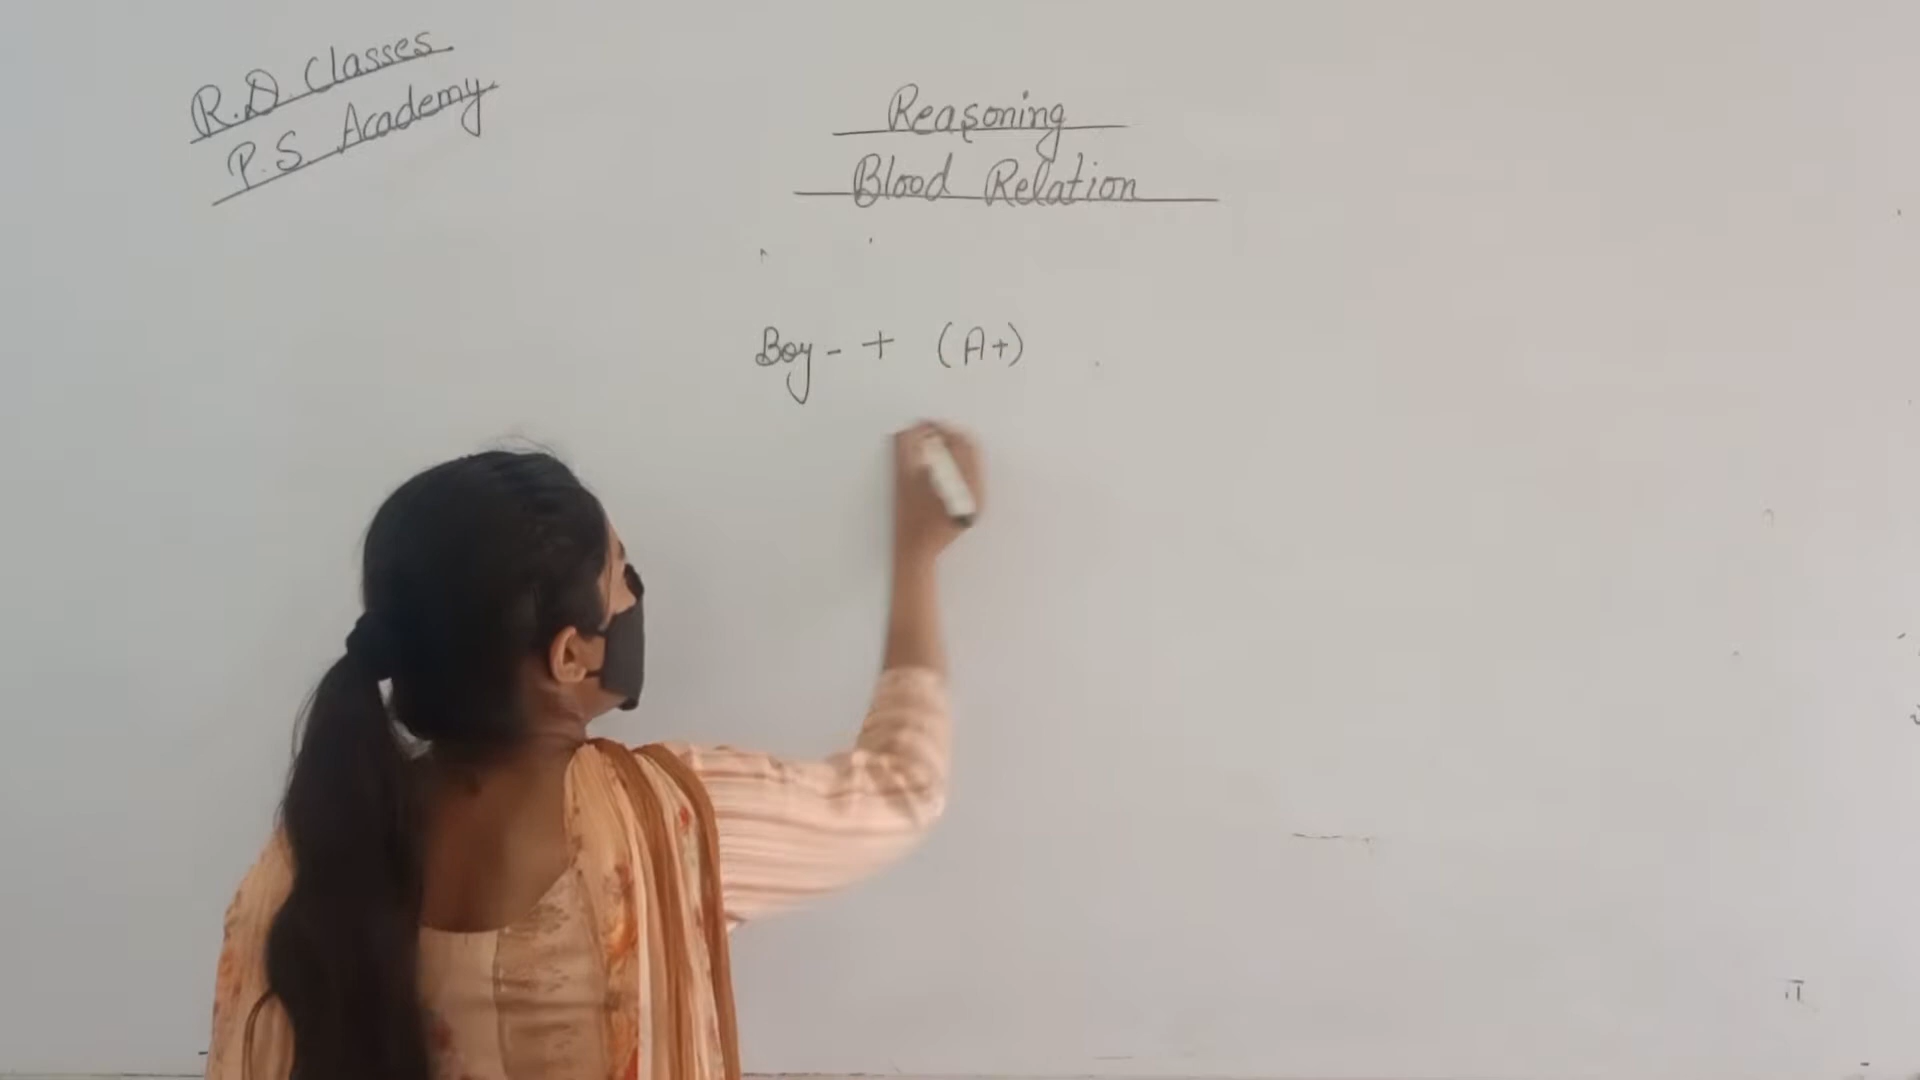 R.D. Classes
P.S. Academy
Reasoning
Blood Relation
Boy - + (A+)